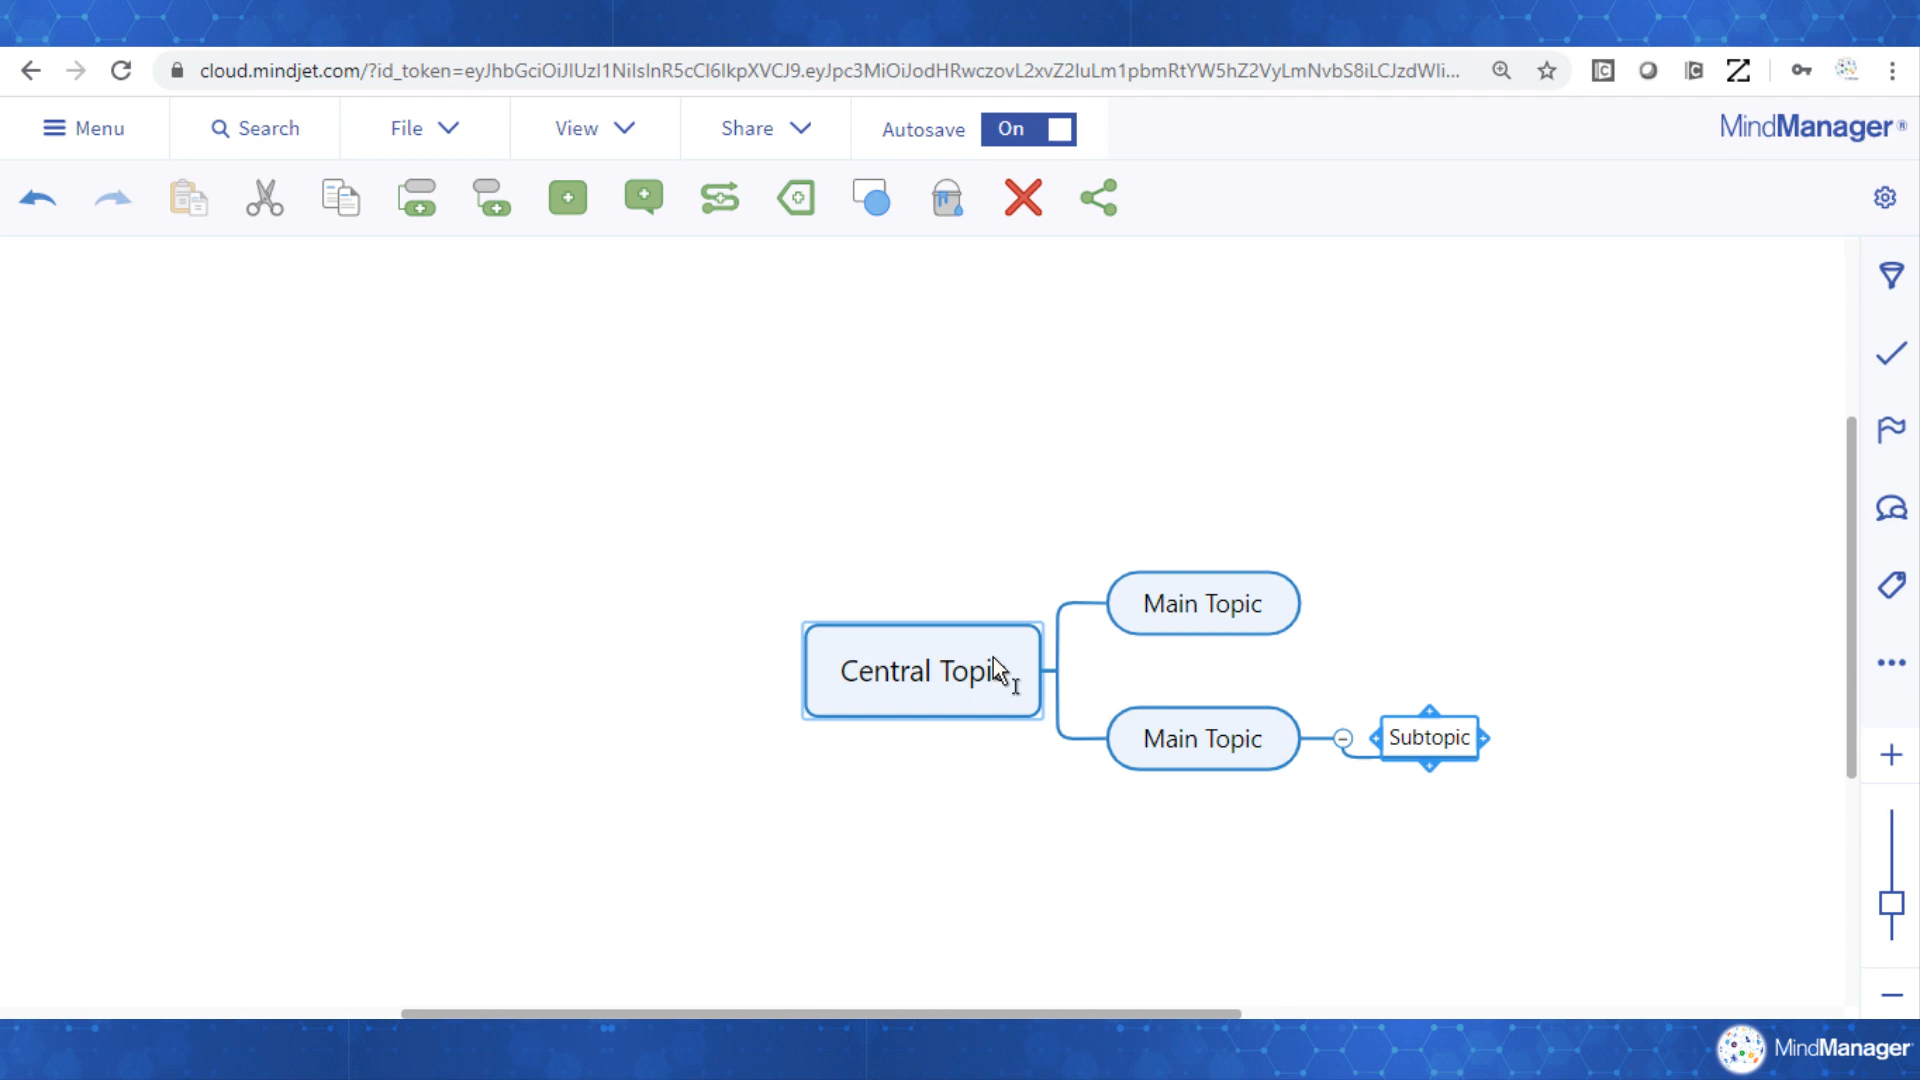 cloud.mindjet.com/?id_token=eyJhbGciOiJIUzI1NiIsInR5cCI6IkpXVCJ9.eyJpc3MiOiJodHRwczovL2xvZ2luLm1pbmRtYW5hZ2VyLmNvbS8iLCJzdWIi...
Menu
Search
File
View
Share
Autosave
On
MindManager®
Main Topic
Central Topic
Main Topic
Subtopic
MindManager